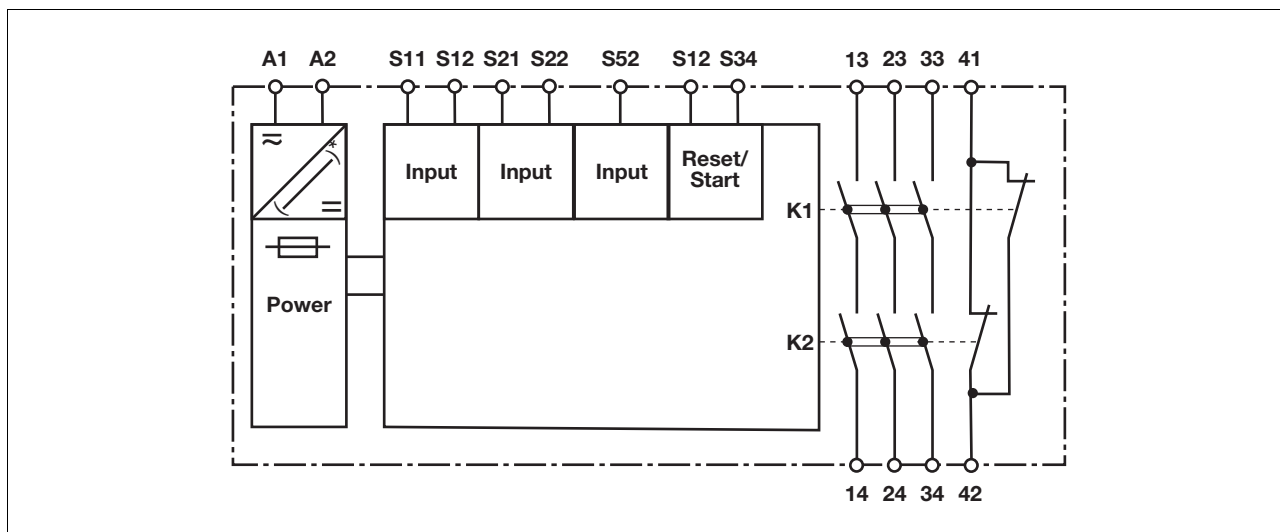 A1 A2 S11 S12 S21 S22 S52 S12 S34 13 23 33 41
Input Input Input Reset/
Start
K1
Power
K2
14 24 34 42